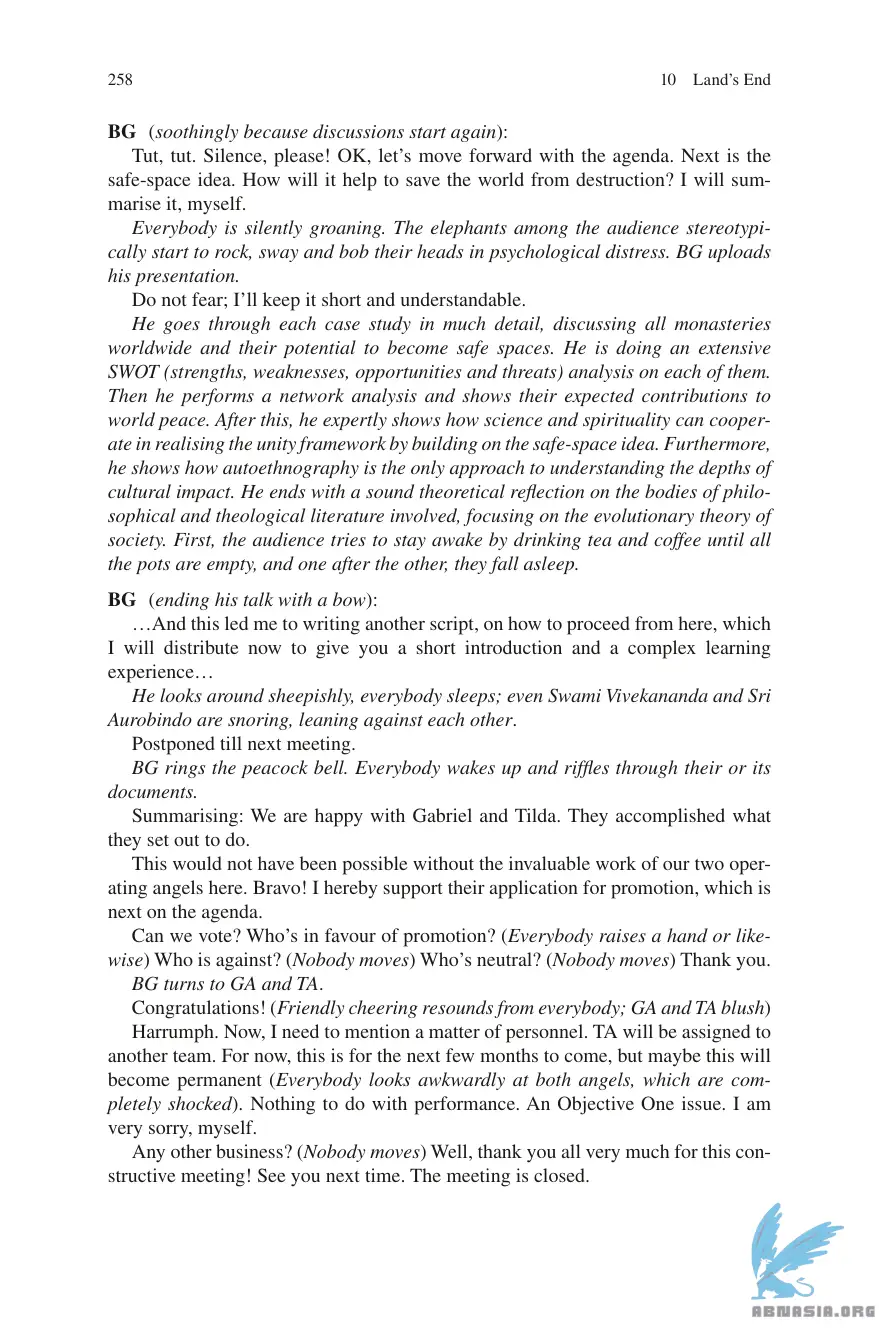 258
10 Land's End
BG (soothingly because discussions start again):
Tut, tut. Silence, please! OK, let's move forward with the agenda. Next is the
safe-space idea. How will it help to save the world from destruction? I will sum-
marise it, myself.
Everybody is silently groaning. The elephants among the audience stereotypi-
cally start to rock, sway and bob their heads in psychological distress. BG uploads
his presentation.
Do not fear; I'll keep it short and understandable.
He goes through each case study in much detail, discussing all monasteries
worldwide and their potential to become safe spaces. He is doing an extensive
SWOT (strengths, weaknesses, opportunities and threats) analysis on each of them.
Then he performs a network analysis and shows their expected contributions to
world peace. After this, he expertly shows how science and spirituality can cooper-
ate in realising the unity framework by building on the safe-space idea. Furthermore,
he shows how autoethnography is the only approach to understanding the depths of
cultural impact. He ends with a sound theoretical reflection on the bodies of philo-
sophical and theological literature involved, focusing on the evolutionary theory of
society. First, the audience tries to stay awake by drinking tea and coffee until all
the pots are empty, and one after the other, they fall asleep.
BG (ending his talk with a bow):
…And this led me to writing another script, on how to proceed from here, which
I will distribute now to give you a short introduction and a complex learning
experience…
He looks around sheepishly, everybody sleeps; even Swami Vivekananda and Sri
Aurobindo are snoring, leaning against each other.
Postponed till next meeting.
BG rings the peacock bell. Everybody wakes up and riffles through their or its
documents.
Summarising: We are happy with Gabriel and Tilda. They accomplished what
they set out to do.
This would not have been possible without the invaluable work of our two oper-
ating angels here. Bravo! I hereby support their application for promotion, which is
next on the agenda.
Can we vote? Who's in favour of promotion? (Everybody raises a hand or like-
wise) Who is against? (Nobody moves) Who's neutral? (Nobody moves) Thank you.
BG turns to GA and TA.
Congratulations! (Friendly cheering resounds from everybody; GA and TA blush)
Harrumph. Now, I need to mention a matter of personnel. TA will be assigned to
another team. For now, this is for the next few months to come, but maybe this will
become permanent (Everybody looks awkwardly at both angels, which are com-
pletely shocked). Nothing to do with performance. An Objective One issue. I am
very sorry, myself.
Any other business? (Nobody moves) Well, thank you all very much for this con-
structive meeting! See you next time. The meeting is closed.
ABNASIA.ORG